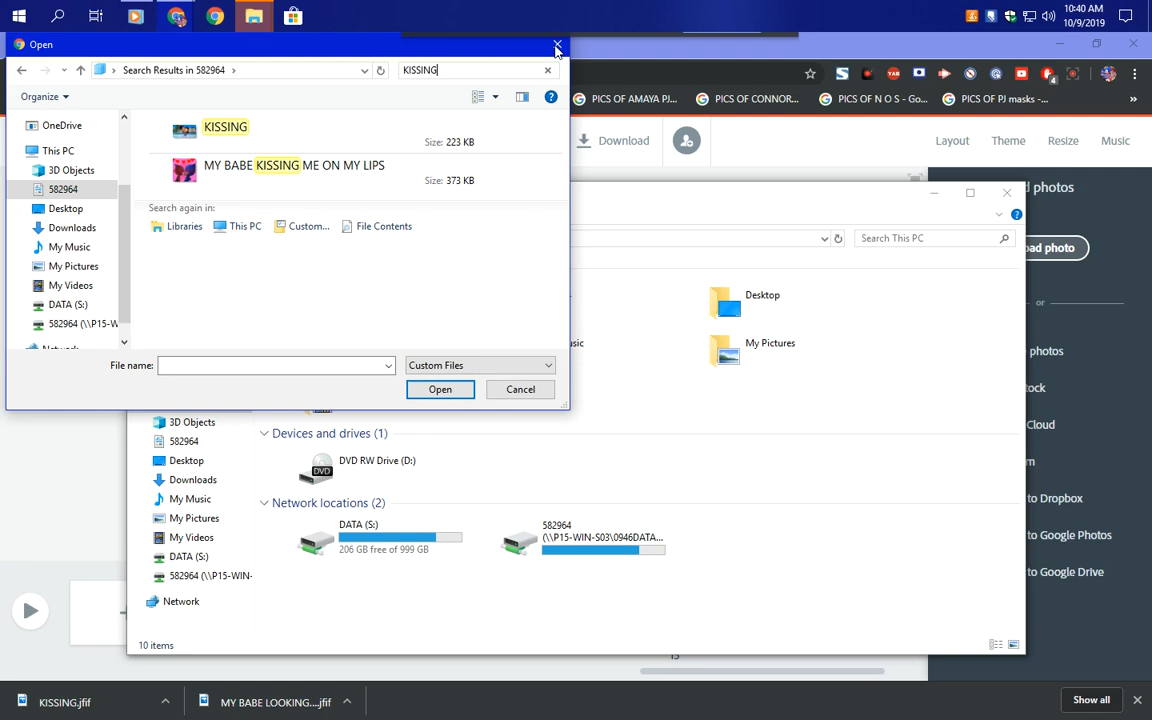 10:40 AM
10/9/2019
Open
Search Results in 582964
KISSING
Organize
PICS OF AMAYA PJ...
PICS OF CONNOR...
PICS OF N O S - Go...
PICS OF PJ masks -...
OneDrive
This PC
3D Objects
582964
Desktop
Downloads
My Music
My Pictures
My Videos
DATA (S:)
582964 (\\P15-W
KISSING
Size: 223 KB
MY BABE KISSING ME ON MY LIPS
Size: 373 KB
Search again in:
Libraries
This PC
Custom...
File Contents
File name:
Custom Files
Open
Cancel
Download
Layout
Theme
Resize
Music
d photos
oad photo
or
photos
ock
Cloud
m
to Dropbox
to Google Photos
to Google Drive
Search This PC
Desktop
sic
My Pictures
3D Objects
582964
Desktop
Downloads
My Music
My Pictures
My Videos
DATA (S:)
582964 (\\P15-WIN-
Network
Devices and drives (1)
DVD RW Drive (D:)
Network locations (2)
DATA (S:)
206 GB free of 999 GB
582964
(\\P15-WIN-S03\0946DATA...
10 items
15
KISSING.jfif
MY BABE LOOKING....jfif
Show all